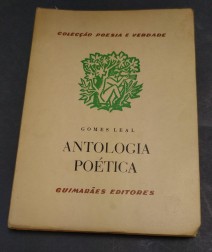 COLECÇÃO POESIA E VERDADE
GOMES LEAL
ANTOLOGIA
POÉTICA
GUIMARÃES EDITORES